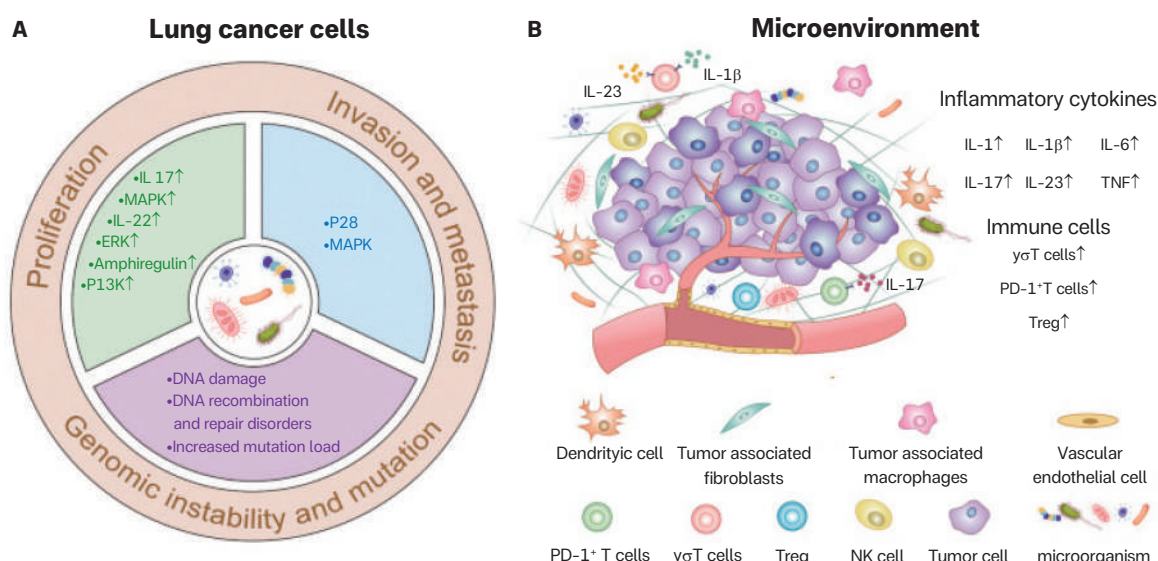 A
Lung cancer cells
Proliferation
Invasion and metastasis
Genomic instability and mutation
•IL 17↑
•MAPK↑
•IL-22↑
•ERK↑
•Amphiregulin↑
•P13K↑
•P28
•MAPK
•DNA damage
•DNA recombination
and repair disorders
•Increased mutation load
B
Microenvironment
IL-23
IL-1β
IL-17
Inflammatory cytokines
IL-1↑ IL-1β↑ IL-6↑
IL-17↑ IL-23↑ TNF↑
Immune cells
yσT cells↑
PD-1⁺T cells↑
Treg↑
Dendrityic cell
Tumor associated
fibroblasts
Tumor associated
macrophages
Vascular
endothelial cell
PD-1⁺ T cells
yσT cells
Treg
NK cell
Tumor cell
microorganism